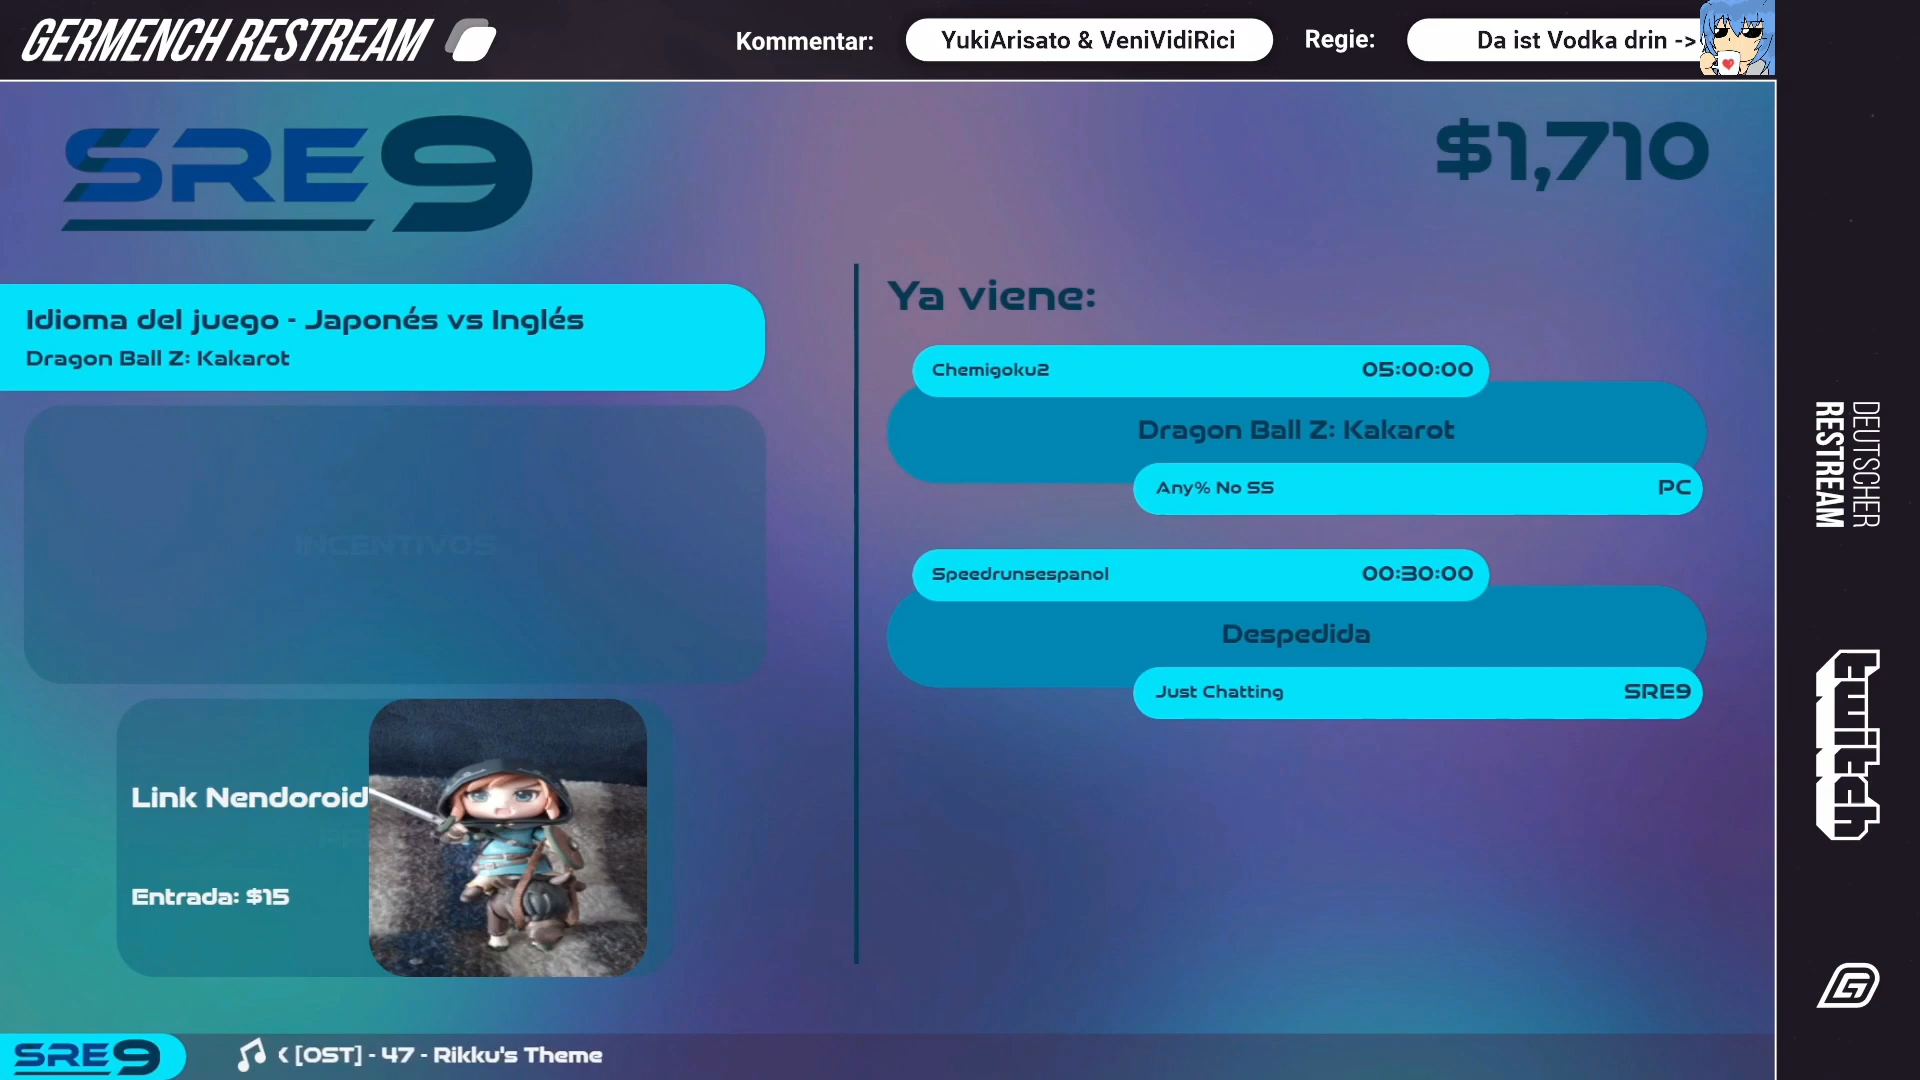 GERMENCH RESTREAM
Kommentar:
YukiArisato & VeniVidiRici
Regie:
Da ist Vodka drin ->
SRE9
$1,710
Idioma del juego - Japonés vs Inglés
Dragon Ball Z: Kakarot
INCENTIVOS
Link Nendoroid
Entrada: $15
Ya viene:
Chemigoku2
05:00:00
Dragon Ball Z: Kakarot
Any% No SS
PC
Speedrunsespanol
00:30:00
Despedida
Just Chatting
SRE9
DEUTSCHER
RESTREAM
twitch
SRE9
[OST] - 47 - Rikku's Theme